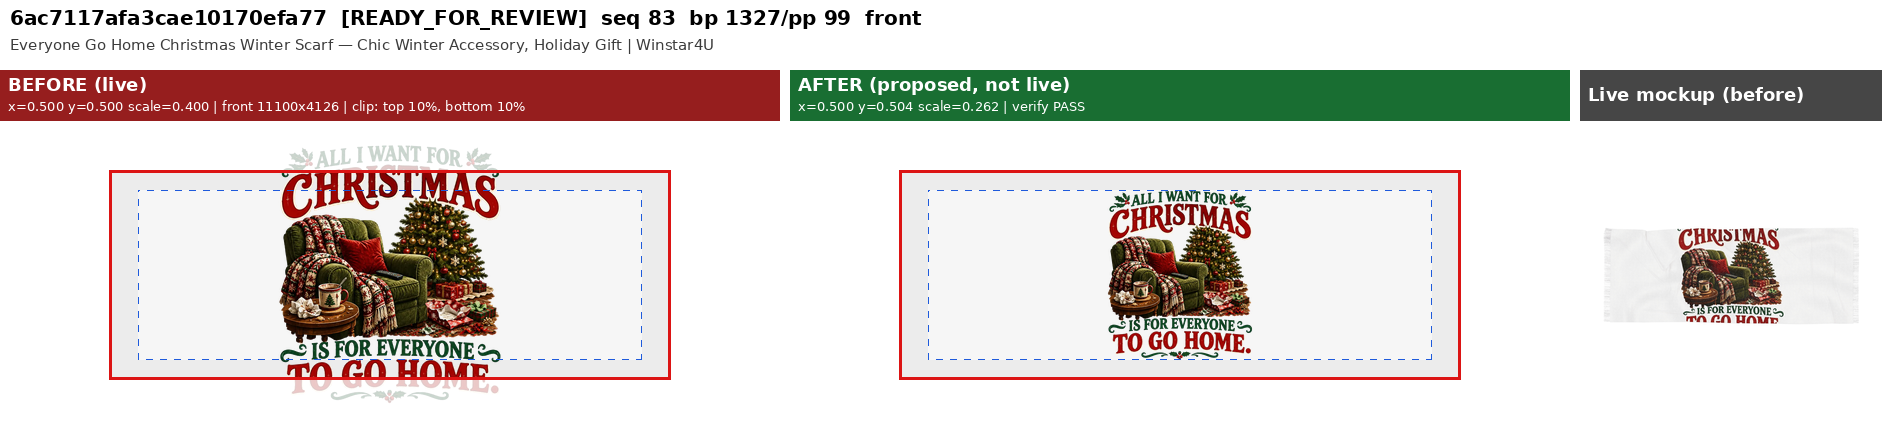 6ac7117afa3cae10170efa77 [READY_FOR_REVIEW] seq 83 bp 1327/pp 99 front
Everyone Go Home Christmas Winter Scarf — Chic Winter Accessory, Holiday Gift | Winstar4U
BEFORE (live)
x=0.500 y=0.500 scale=0.400 | front 11100x4126 | clip: top 10%, bottom 10%
AFTER (proposed, not live)
x=0.500 y=0.504 scale=0.262 | verify PASS
Live mockup (before)
ALL I WANT FOR
CHRISTMAS
IS FOR EVERYONE
TO GO HOME.
ALL I WANT FOR
CHRISTMAS
IS FOR EVERYONE
TO GO HOME.
CHRISTMAS
IS FOR EVERYONE
TO GO HOME